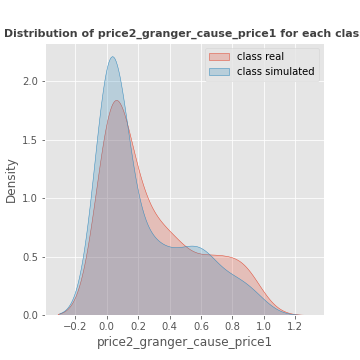 Distribution of price2_granger_cause_price1 for each clas
class real
class simulated
2.0
1.5
1.0
0.5
0.0
Density
−0.2 0.0 0.2 0.4 0.6 0.8 1.0 1.2
price2_granger_cause_price1